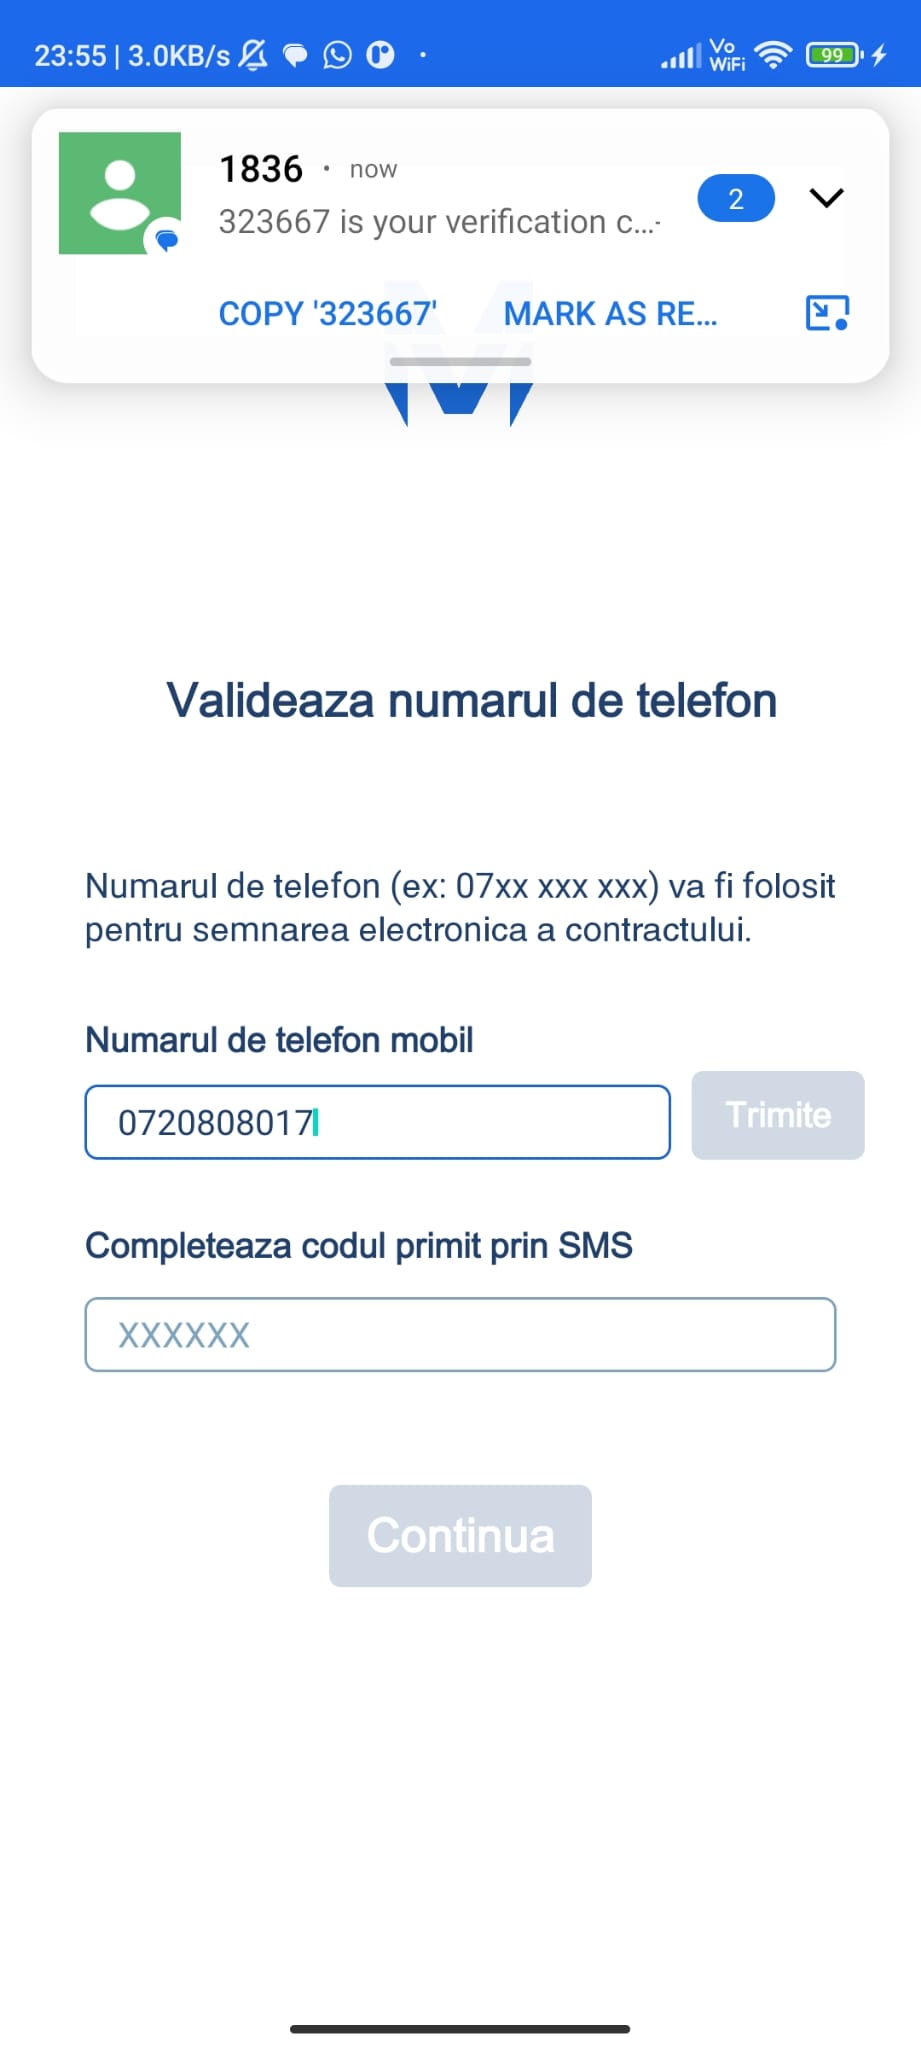 23:55 | 3.0KB/s
Vo
WiFi
99
1836 · now
323667 is your verification c...
2
COPY '323667' MARK AS RE...
Valideaza numarul de telefon
Numarul de telefon (ex: 07xx xxx xxx) va fi folosit
pentru semnarea electronica a contractului.
Numarul de telefon mobil
0720808017
Trimite
Completeaza codul primit prin SMS
XXXXXX
Continua